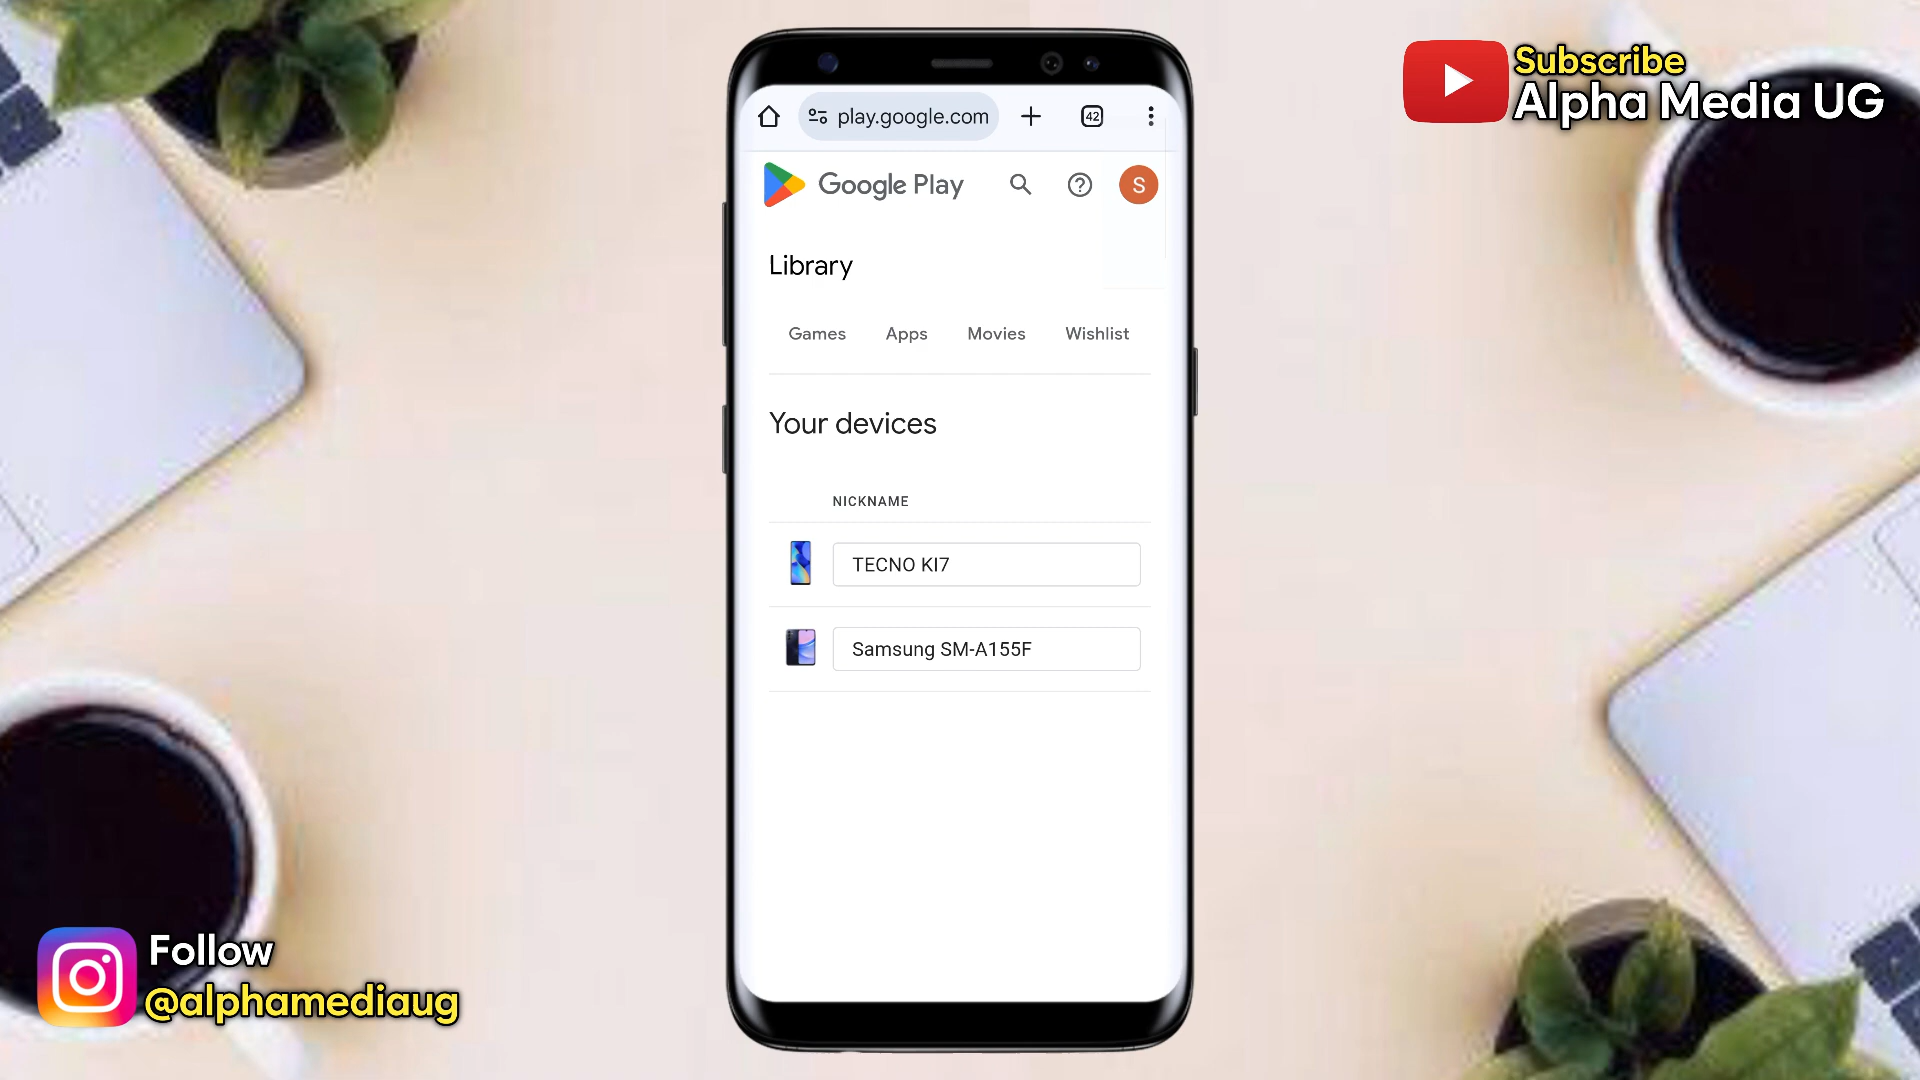 Subscribe
Alpha Media UG
play.google.com
42
Google Play
S
Library
Games Apps Movies Wishlist
Your devices
NICKNAME
TECNO KI7
Samsung SM-A155F
Follow
@alphamediaug